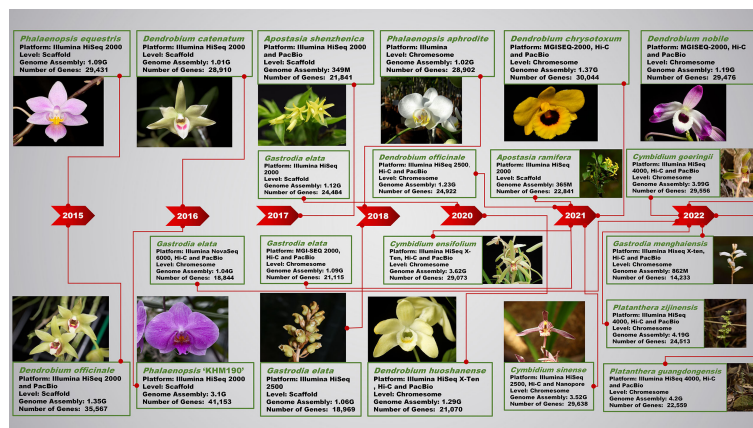 Phalaenopsis equestris
Platform: Illumina HiSeq 2000
Level: Scaffold
Genome Assembly: 1.09G
Number of Genes: 29,431
Dendrobium catenatum
Platform: Illumina HiSeq 2000
Level: Scaffold
Genome Assembly: 1.01G
Number of Genes: 28,910
Apostasia shenzhenica
Platform: Illumina HiSeq 2000
and PacBio
Level: Scaffold
Genome Assembly: 349M
Number of Genes: 21,841
Phalaenopsis aphrodite
Platform: Illumina
Level: Chromosome
Genome Assembly: 1.02G
Number of Genes: 28,902
Dendrobium chrysotoxum
Platform: MGISEQ-2000, Hi-C
and PacBio
Level: Chromosome
Genome Assembly: 1.37G
Number of Genes: 30,044
Dendrobium nobile
Platform: MGISEQ-2000, Hi-C
and PacBio
Level: Chromosome
Genome Assembly: 1.19G
Number of Genes: 29,476
Gastrodia elata
Platform: Illumina HiSeq
2000
Level: Scaffold
Genome Assembly: 1.12G
Number of Genes: 24,484
Dendrobium officinale
Platform: Illumina HiSeq 2500,
Hi-C and PacBio
Level: Chromosome
Genome Assembly: 1.23G
Number of Genes: 24,922
Apostasia ramifera
Platform: Illumina HiSeq
2000
Level: Scaffold
Genome Assembly: 365M
Number of Genes: 22,841
Cymbidium goeringii
Platform: Illumina HiSeq
4000, Hi-C and PacBio
Level: Chromosome
Genome Assembly: 3.99G
Number of Genes: 29,556
2015
2016
2017
2018
2020
2021
2022
Gastrodia elata
Platform: Illumina NovaSeq
6000, Hi-C and PacBio
Level: Chromosome
Genome Assembly: 1.04G
Number of Genes: 18,844
Gastrodia elata
Platform: MGI-SEQ 2000,
Hi-C and PacBio
Level: Chromosome
Genome Assembly: 1.09G
Number of Genes: 21,115
Cymbidium ensifolium
Platform: Illumina HiSeq X-
Ten, Hi-C and PacBio
Level: Chromosome
Genome Assembly: 3.62G
Number of Genes: 29,073
Gastrodia menghaiensis
Platform: Illumina Hiseq X-ten,
Hi-C and PacBio
Level: Chromosome
Genome Assembly: 862M
Number of Genes: 14,233
Platanthera zijinensis
Platform: Illumina HiSeq
4000, Hi-C and PacBio
Level: Chromosome
Genome Assembly: 4.19G
Number of Genes: 24,513
Dendrobium officinale
Platform: Illumina HiSeq 2000
and PacBio
Level: Scaffold
Genome Assembly: 1.35G
Number of Genes: 35,567
Phalaenopsis 'KHM190'
Platform: Illumina HiSeq 2000
Level: Scaffold
Genome Assembly: 3.1G
Number of Genes: 41,153
Gastrodia elata
Platform: Illumina HiSeq
2500
Level: Scaffold
Genome Assembly: 1.06G
Number of Genes: 18,969
Dendrobium huoshanense
Platform: Illumina HiSeq X-Ten
, Hi-C and PacBio
Level: Chromosome
Genome Assembly: 1.29G
Number of Genes: 21,070
Cymbidium sinense
Platform: Illumina HiSeq
2500, Hi-C and Nanopore
Level: Chromosome
Genome Assembly: 3.52G
Number of Genes: 29,638
Platanthera guangdongensis
Platform: Illumina HiSeq 4000, Hi-C
and PacBio
Level: Chromosome
Genome Assembly: 4.2G
Number of Genes: 22,559